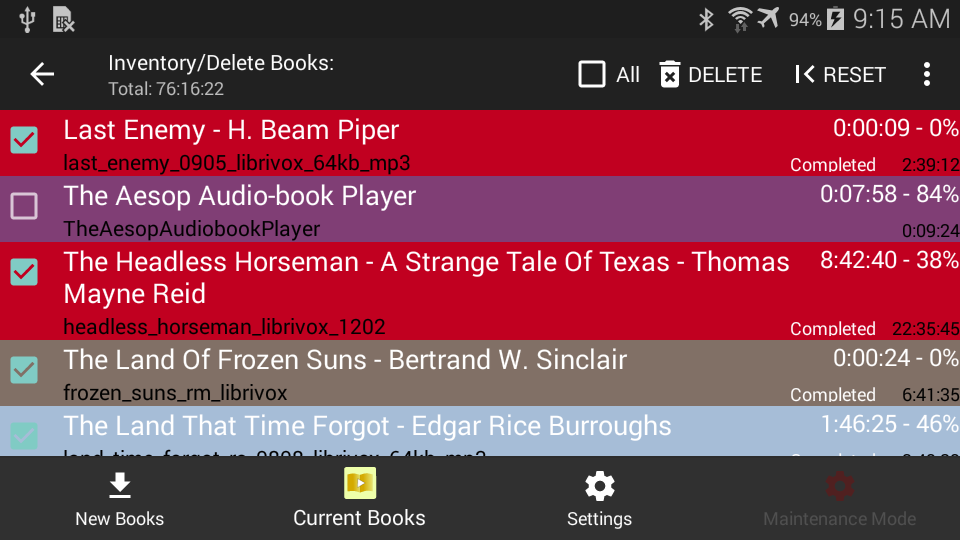 94% 9:15 AM
Inventory/Delete Books:
Total: 76:16:22
All DELETE RESET
Last Enemy - H. Beam Piper 0:00:09 - 0%
last_enemy_0905_librivox_64kb_mp3 Completed 2:39:12
The Aesop Audio-book Player 0:07:58 - 84%
TheAesopAudiobookPlayer 0:09:24
The Headless Horseman - A Strange Tale Of Texas - Thomas 8:42:40 - 38%
Mayne Reid
headless_horseman_librivox_1202 Completed 22:35:45
The Land Of Frozen Suns - Bertrand W. Sinclair 0:00:24 - 0%
frozen_suns_rm_librivox Completed 6:41:35
The Land That Time Forgot - Edgar Rice Burroughs 1:46:25 - 46%
New Books Current Books Settings Maintenance Mode